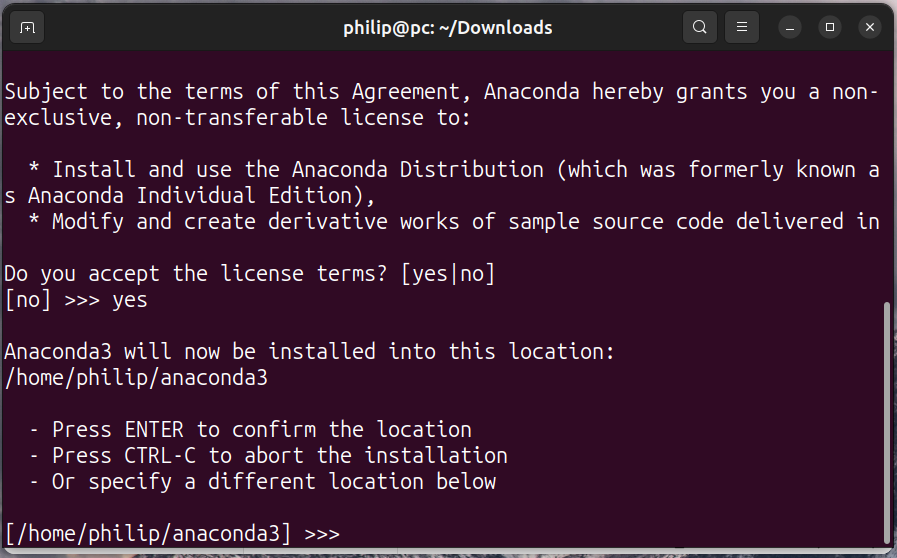 philip@pc: ~/Downloads
Subject to the terms of this Agreement, Anaconda hereby grants you a non-
exclusive, non-transferable license to:
* Install and use the Anaconda Distribution (which was formerly known a
s Anaconda Individual Edition),
* Modify and create derivative works of sample source code delivered in
Do you accept the license terms? [yes|no]
[no] >>> yes
Anaconda3 will now be installed into this location:
/home/philip/anaconda3
- Press ENTER to confirm the location
- Press CTRL-C to abort the installation
- Or specify a different location below
[/home/philip/anaconda3] >>>